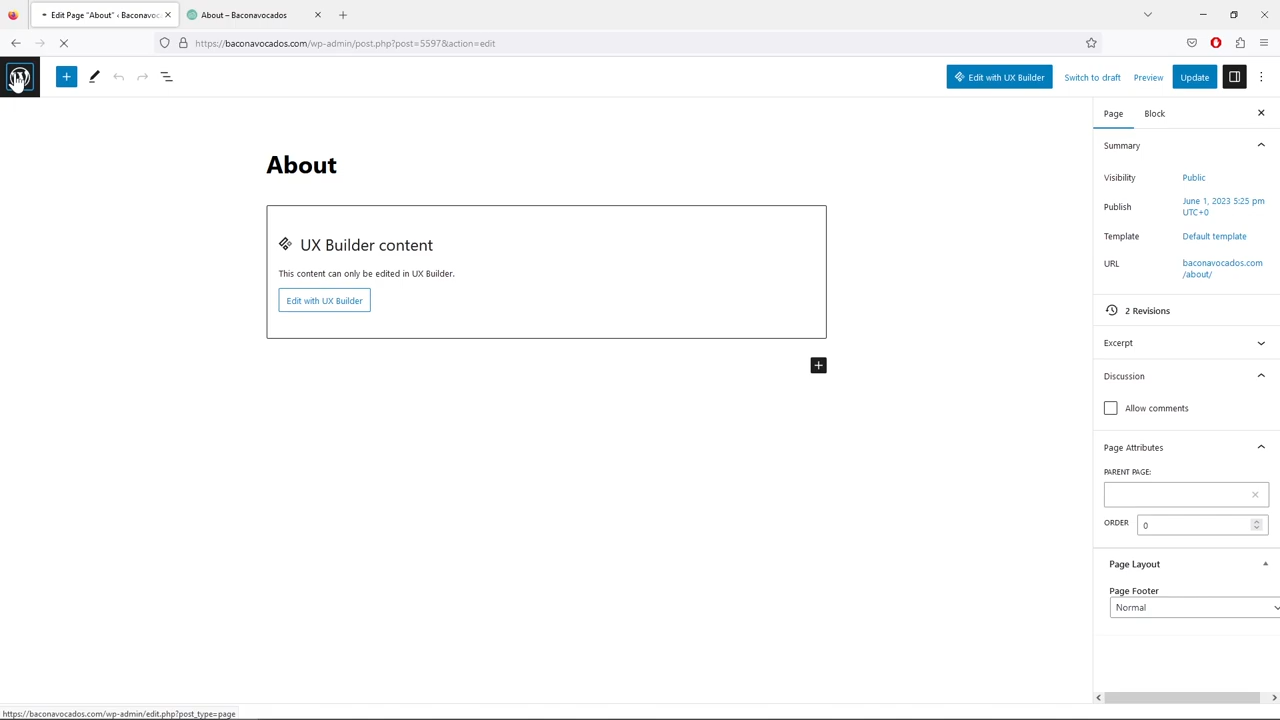 Edit Page “About” ‹ Baconavoc
About – Baconavocados
https://baconavocados.com/wp-admin/post.php?post=5597&action=edit
Edit with UX Builder
Switch to draft
Preview
Update
Page
Block
About
Summary
Visibility
Public
Publish
June 1, 2023 5:25 pm
UTC+0
Template
Default template
URL
baconavocados.com
/about/
UX Builder content
This content can only be edited in UX Builder.
Edit with UX Builder
2 Revisions
Excerpt
Discussion
Allow comments
Page Attributes
PARENT PAGE:
ORDER
0
Page Layout
Page Footer
Normal
https://baconavocados.com/wp-admin/edit.php?post_type=page